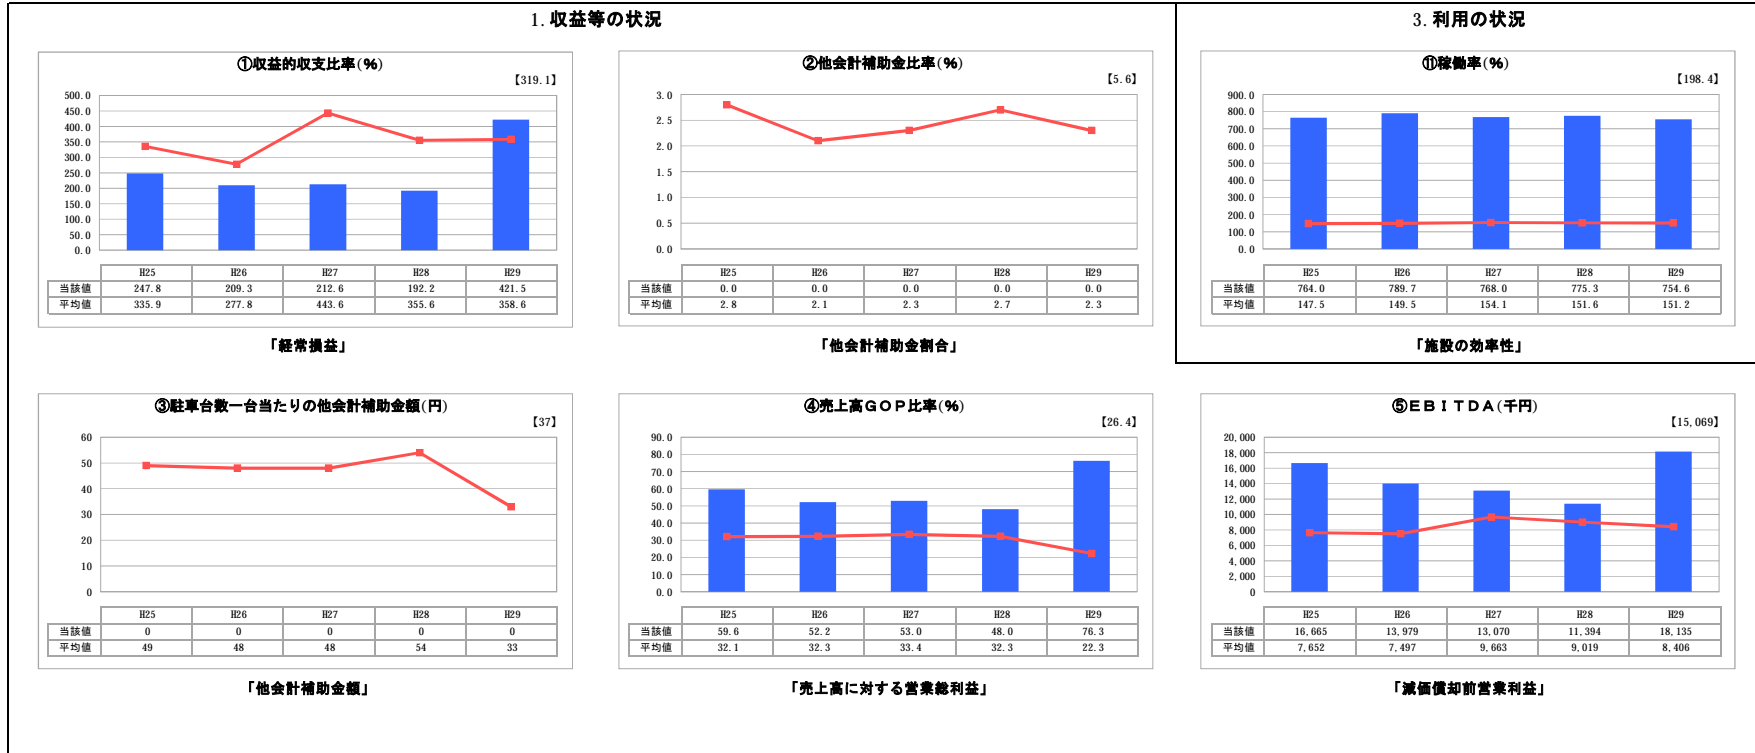 1. 収益等の状況
3. 利用の状況
①収益的収支比率(％)
【319.1】
500.0
450.0
400.0
350.0
300.0
250.0
200.0
150.0
100.0
50.0
0.0
H25 H26 H27 H28 H29
当該値 247.8 209.3 212.6 192.2 421.5
平均値 335.9 277.8 443.6 355.6 358.6
「経常損益」
②他会計補助金比率(％)
【5.6】
3.0
2.5
2.0
1.5
1.0
0.5
0.0
H25 H26 H27 H28 H29
当該値 0.0 0.0 0.0 0.0 0.0
平均値 2.8 2.1 2.3 2.7 2.3
「他会計補助金割合」
⑪稼働率(％)
【198.4】
900.0
800.0
700.0
600.0
500.0
400.0
300.0
200.0
100.0
0.0
H25 H26 H27 H28 H29
当該値 764.0 789.7 768.0 775.3 754.6
平均値 147.5 149.5 154.1 151.6 151.2
「施設の効率性」
③駐車台数一台当たりの他会計補助金額(円)
【37】
60
50
40
30
20
10
0
H25 H26 H27 H28 H29
当該値 0 0 0 0 0
平均値 49 48 48 54 33
「他会計補助金額」
④売上高ＧＯＰ比率(％)
【26.4】
90.0
80.0
70.0
60.0
50.0
40.0
30.0
20.0
10.0
0.0
H25 H26 H27 H28 H29
当該値 59.6 52.2 53.0 48.0 76.3
平均値 32.1 32.3 33.4 32.3 22.3
「売上高に対する営業総利益」
⑤ＥＢＩＴＤＡ(千円)
【15,069】
20,000
18,000
16,000
14,000
12,000
10,000
8,000
6,000
4,000
2,000
0
H25 H26 H27 H28 H29
当該値 16,665 13,979 13,070 11,394 18,135
平均値 7,652 7,497 9,663 9,019 8,406
「減価償却前営業利益」